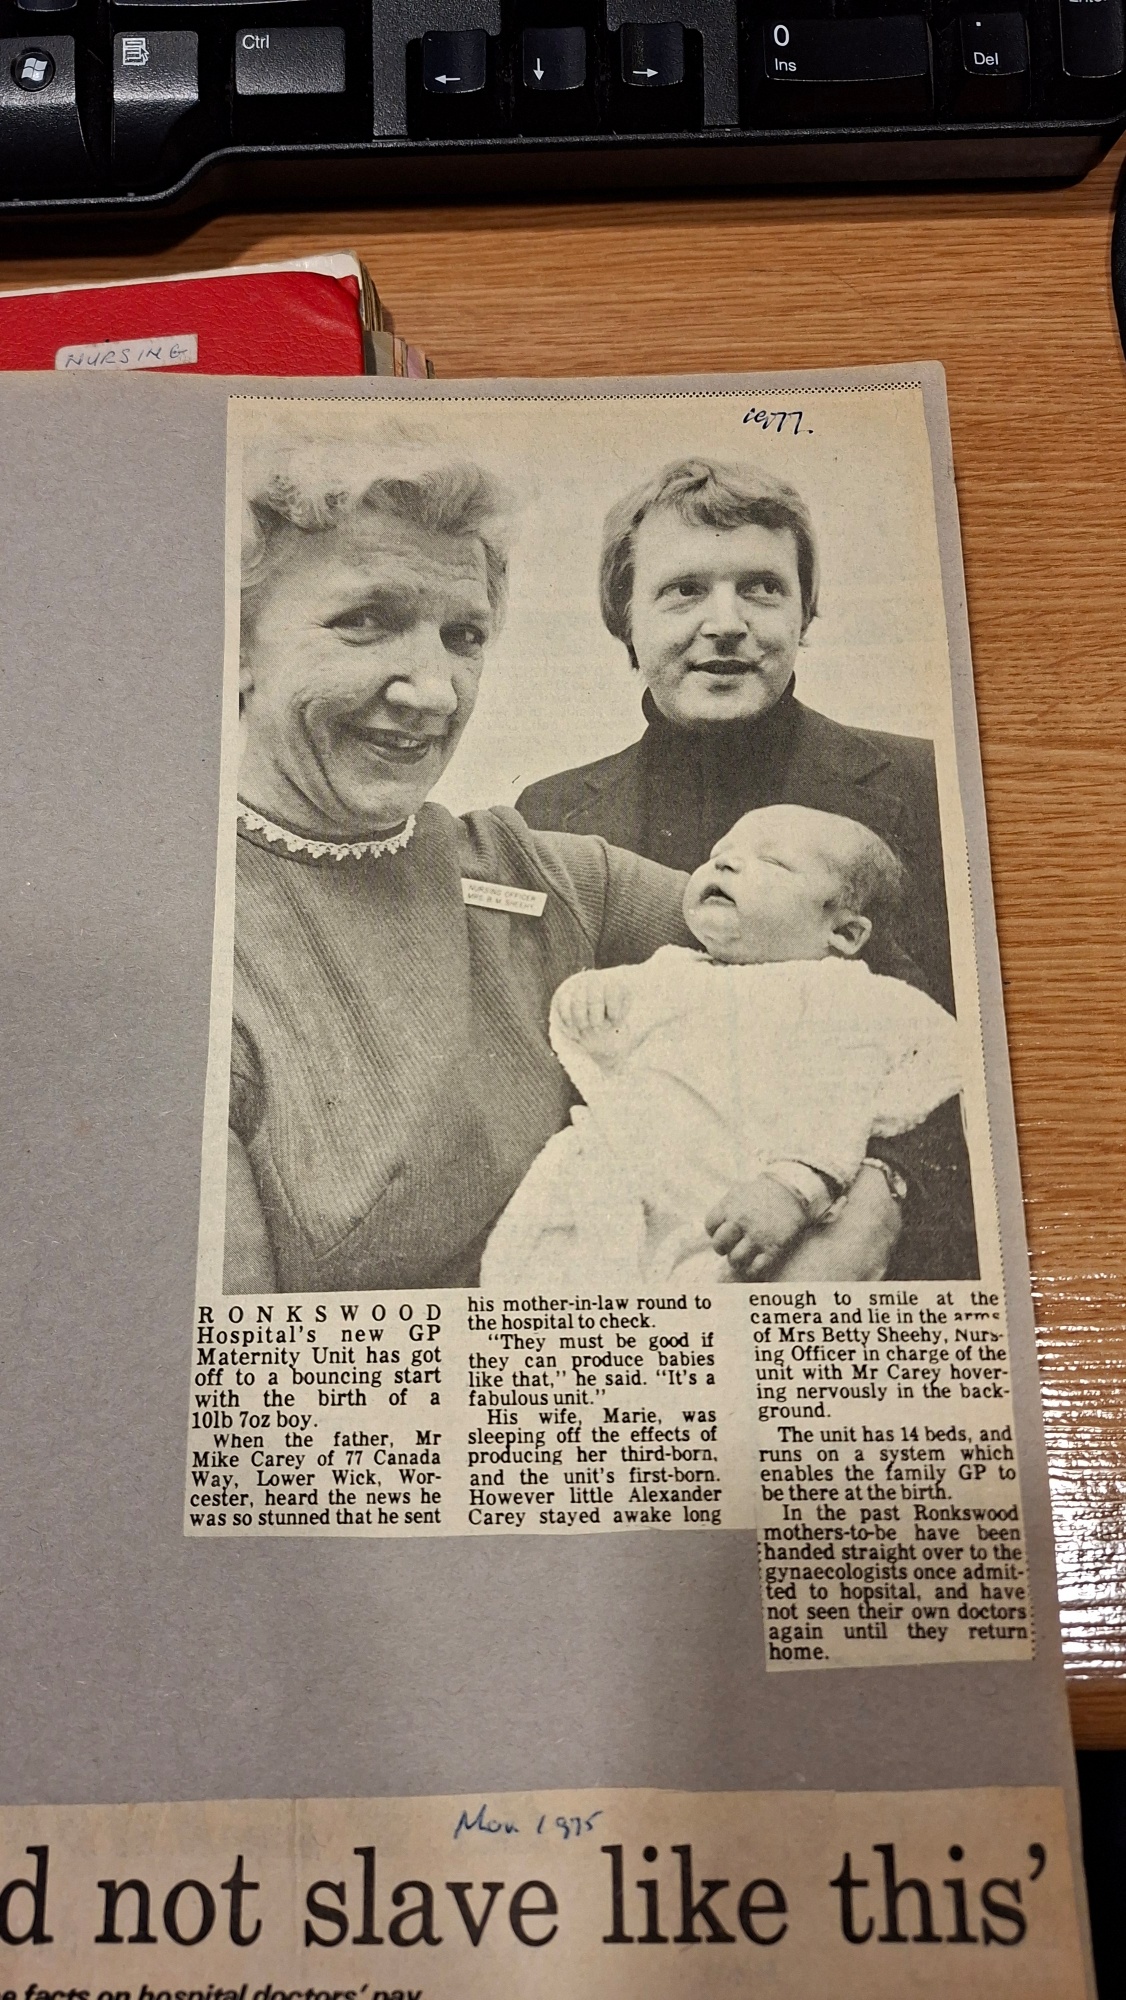 Ctrl
←
↓
→
0
Ins
.
Del
NURSING
1977.
NURSING OFFICER
MRS. B. M. SHEEHY
RONKSWOOD
Hospital's new GP
Maternity Unit has got
off to a bouncing start
with the birth of a
10lb 7oz boy.
When the father, Mr
Mike Carey of 77 Canada
Way, Lower Wick, Wor-
cester, heard the news he
was so stunned that he sent
his mother-in-law round to
the hospital to check.
"They must be good if
they can produce babies
like that," he said. "It's a
fabulous unit."
His wife, Marie, was
sleeping off the effects of
producing her third-born,
and the unit's first-born.
However little Alexander
Carey stayed awake long
enough to smile at the
camera and lie in the arms
of Mrs Betty Sheehy, Nurs-
ing Officer in charge of the
unit with Mr Carey hover-
ing nervously in the back-
ground.
The unit has 14 beds, and
runs on a system which
enables the family GP to
be there at the birth.
In the past Ronkswood
mothers-to-be have been
handed straight over to the
gynaecologists once admit-
ted to hopsital, and have
not seen their own doctors
again until they return
home.
1975
d not slave like this'
facts on hospital doctors' pay